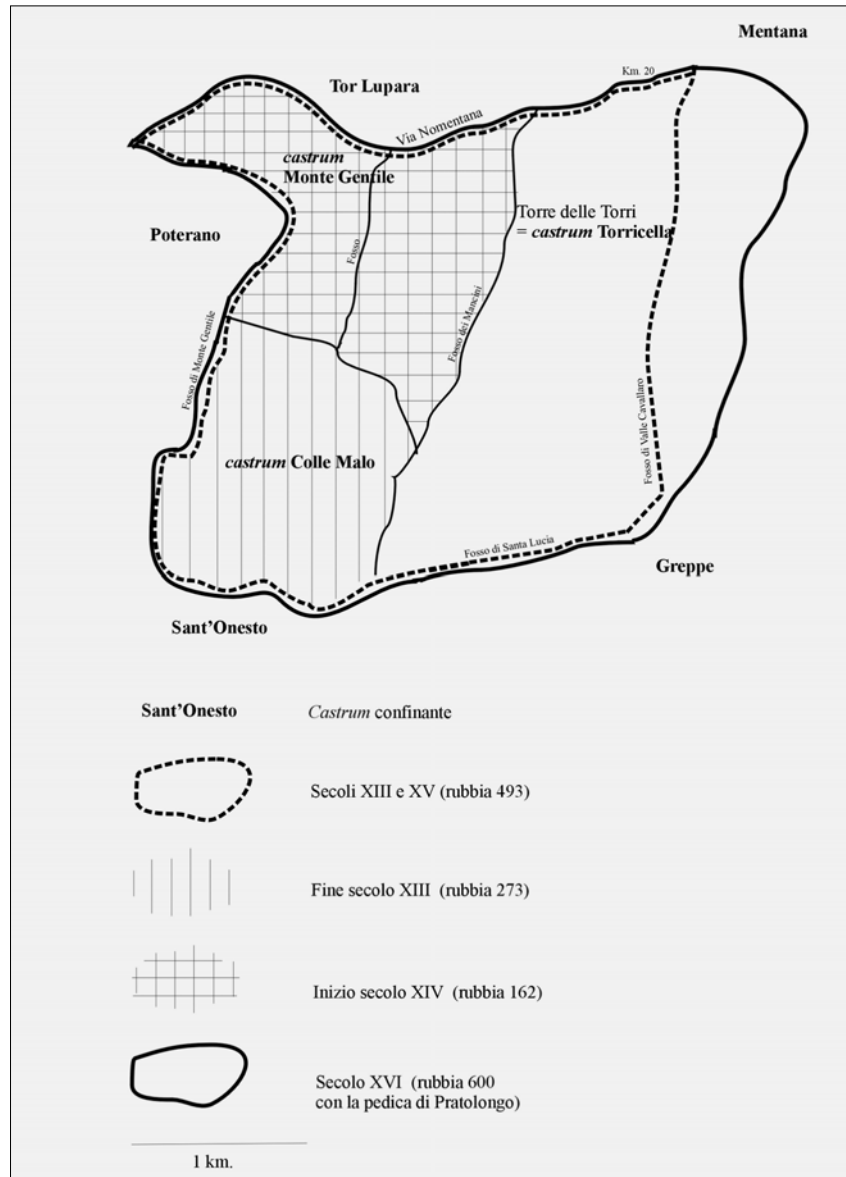 Mentana
Km. 20
Tor Lupara
Via Nomentana
castrum
Monte Gentile
Torre delle Torri
= castrum Torricella
Poterano
Fosso
Fosso dei Mancini
Fosso di Monte Gentile
castrum Colle Malo
Fosso di Valle Cavallaro
Fosso di Santa Lucia
Greppe
Sant'Onesto
Sant'Onesto
Castrum confinante
Secoli XIII e XV (rubbia 493)
Fine secolo XIII (rubbia 273)
Inizio secolo XIV (rubbia 162)
Secolo XVI (rubbia 600
con la pedica di Pratolongo)
1 km.